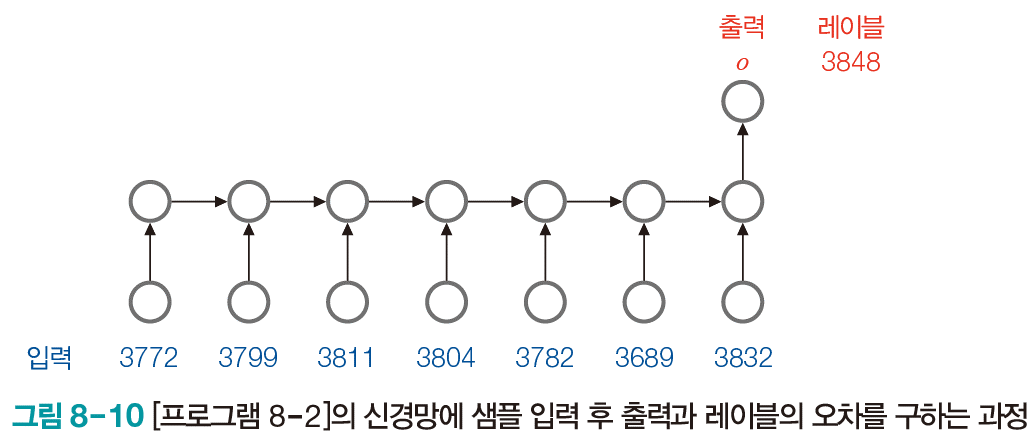 출력 레이블
o 3848
입력 3772 3799 3811 3804 3782 3689 3832
그림 8-10 [프로그램 8-2]의 신경망에 샘플 입력 후 출력과 레이블의 오차를 구하는 과정